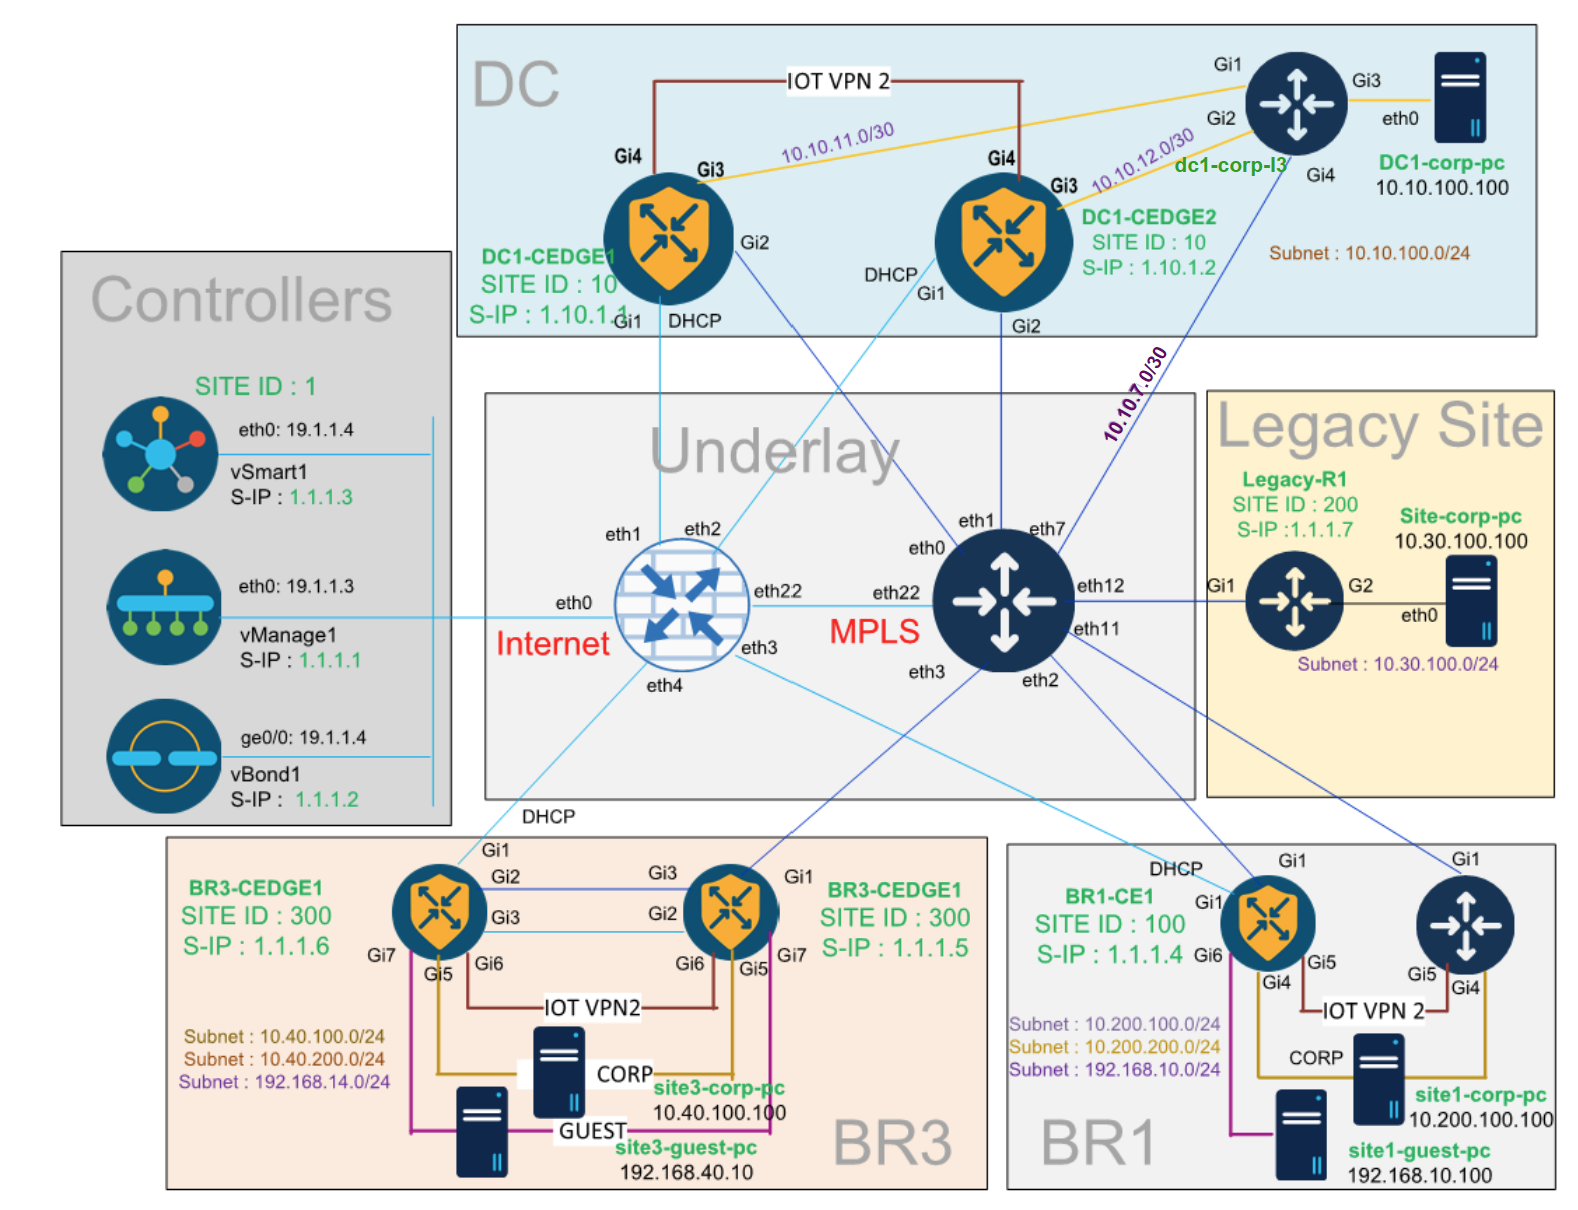 DC
IOT VPN 2
Gi4
Gi3
10.10.11.0/30
Gi4
Gi3
10.10.12.0/30
Gi1
Gi2
dc1-corp-l3
Gi3
eth0
Gi4
DC1-corp-pc
10.10.100.100
Subnet : 10.10.100.0/24
DC1-CEDGE1
SITE ID : 10
S-IP : 1.10.1.1
Gi2
Gi1
DHCP
DHCP
Gi1
DC1-CEDGE2
SITE ID : 10
S-IP : 1.10.1.2
Gi2
10.10.7.0/30
Controllers
SITE ID : 1
eth0: 19.1.1.4
vSmart1
S-IP : 1.1.1.3
eth0: 19.1.1.3
vManage1
S-IP : 1.1.1.1
ge0/0: 19.1.1.4
vBond1
S-IP : 1.1.1.2
Underlay
eth1
eth2
eth0
eth22
Internet
eth3
eth4
eth1
eth7
eth0
eth22
MPLS
eth12
eth11
eth3
eth2
Legacy Site
Legacy-R1
SITE ID : 200
S-IP :1.1.1.7
Gi1
G2
eth0
Site-corp-pc
10.30.100.100
Subnet : 10.30.100.0/24
DHCP
Gi1
BR3-CEDGE1
SITE ID : 300
S-IP : 1.1.1.6
Gi2
Gi3
Gi3
Gi2
Gi1
BR3-CEDGE1
SITE ID : 300
S-IP : 1.1.1.5
Gi7
Gi5
Gi6
Gi6
Gi5
Gi7
IOT VPN2
Subnet : 10.40.100.0/24
Subnet : 10.40.200.0/24
Subnet : 192.168.14.0/24
CORP
site3-corp-pc
10.40.100.100
GUEST
site3-guest-pc
192.168.40.10
BR3
DHCP
Gi1
Gi1
BR1-CE1
SITE ID : 100
S-IP : 1.1.1.4
Gi1
Gi6
Gi5
Gi4
Gi5
Gi4
IOT VPN 2
Subnet : 10.200.100.0/24
Subnet : 10.200.200.0/24
Subnet : 192.168.10.0/24
CORP
site1-corp-pc
10.200.100.100
site1-guest-pc
192.168.10.100
BR1